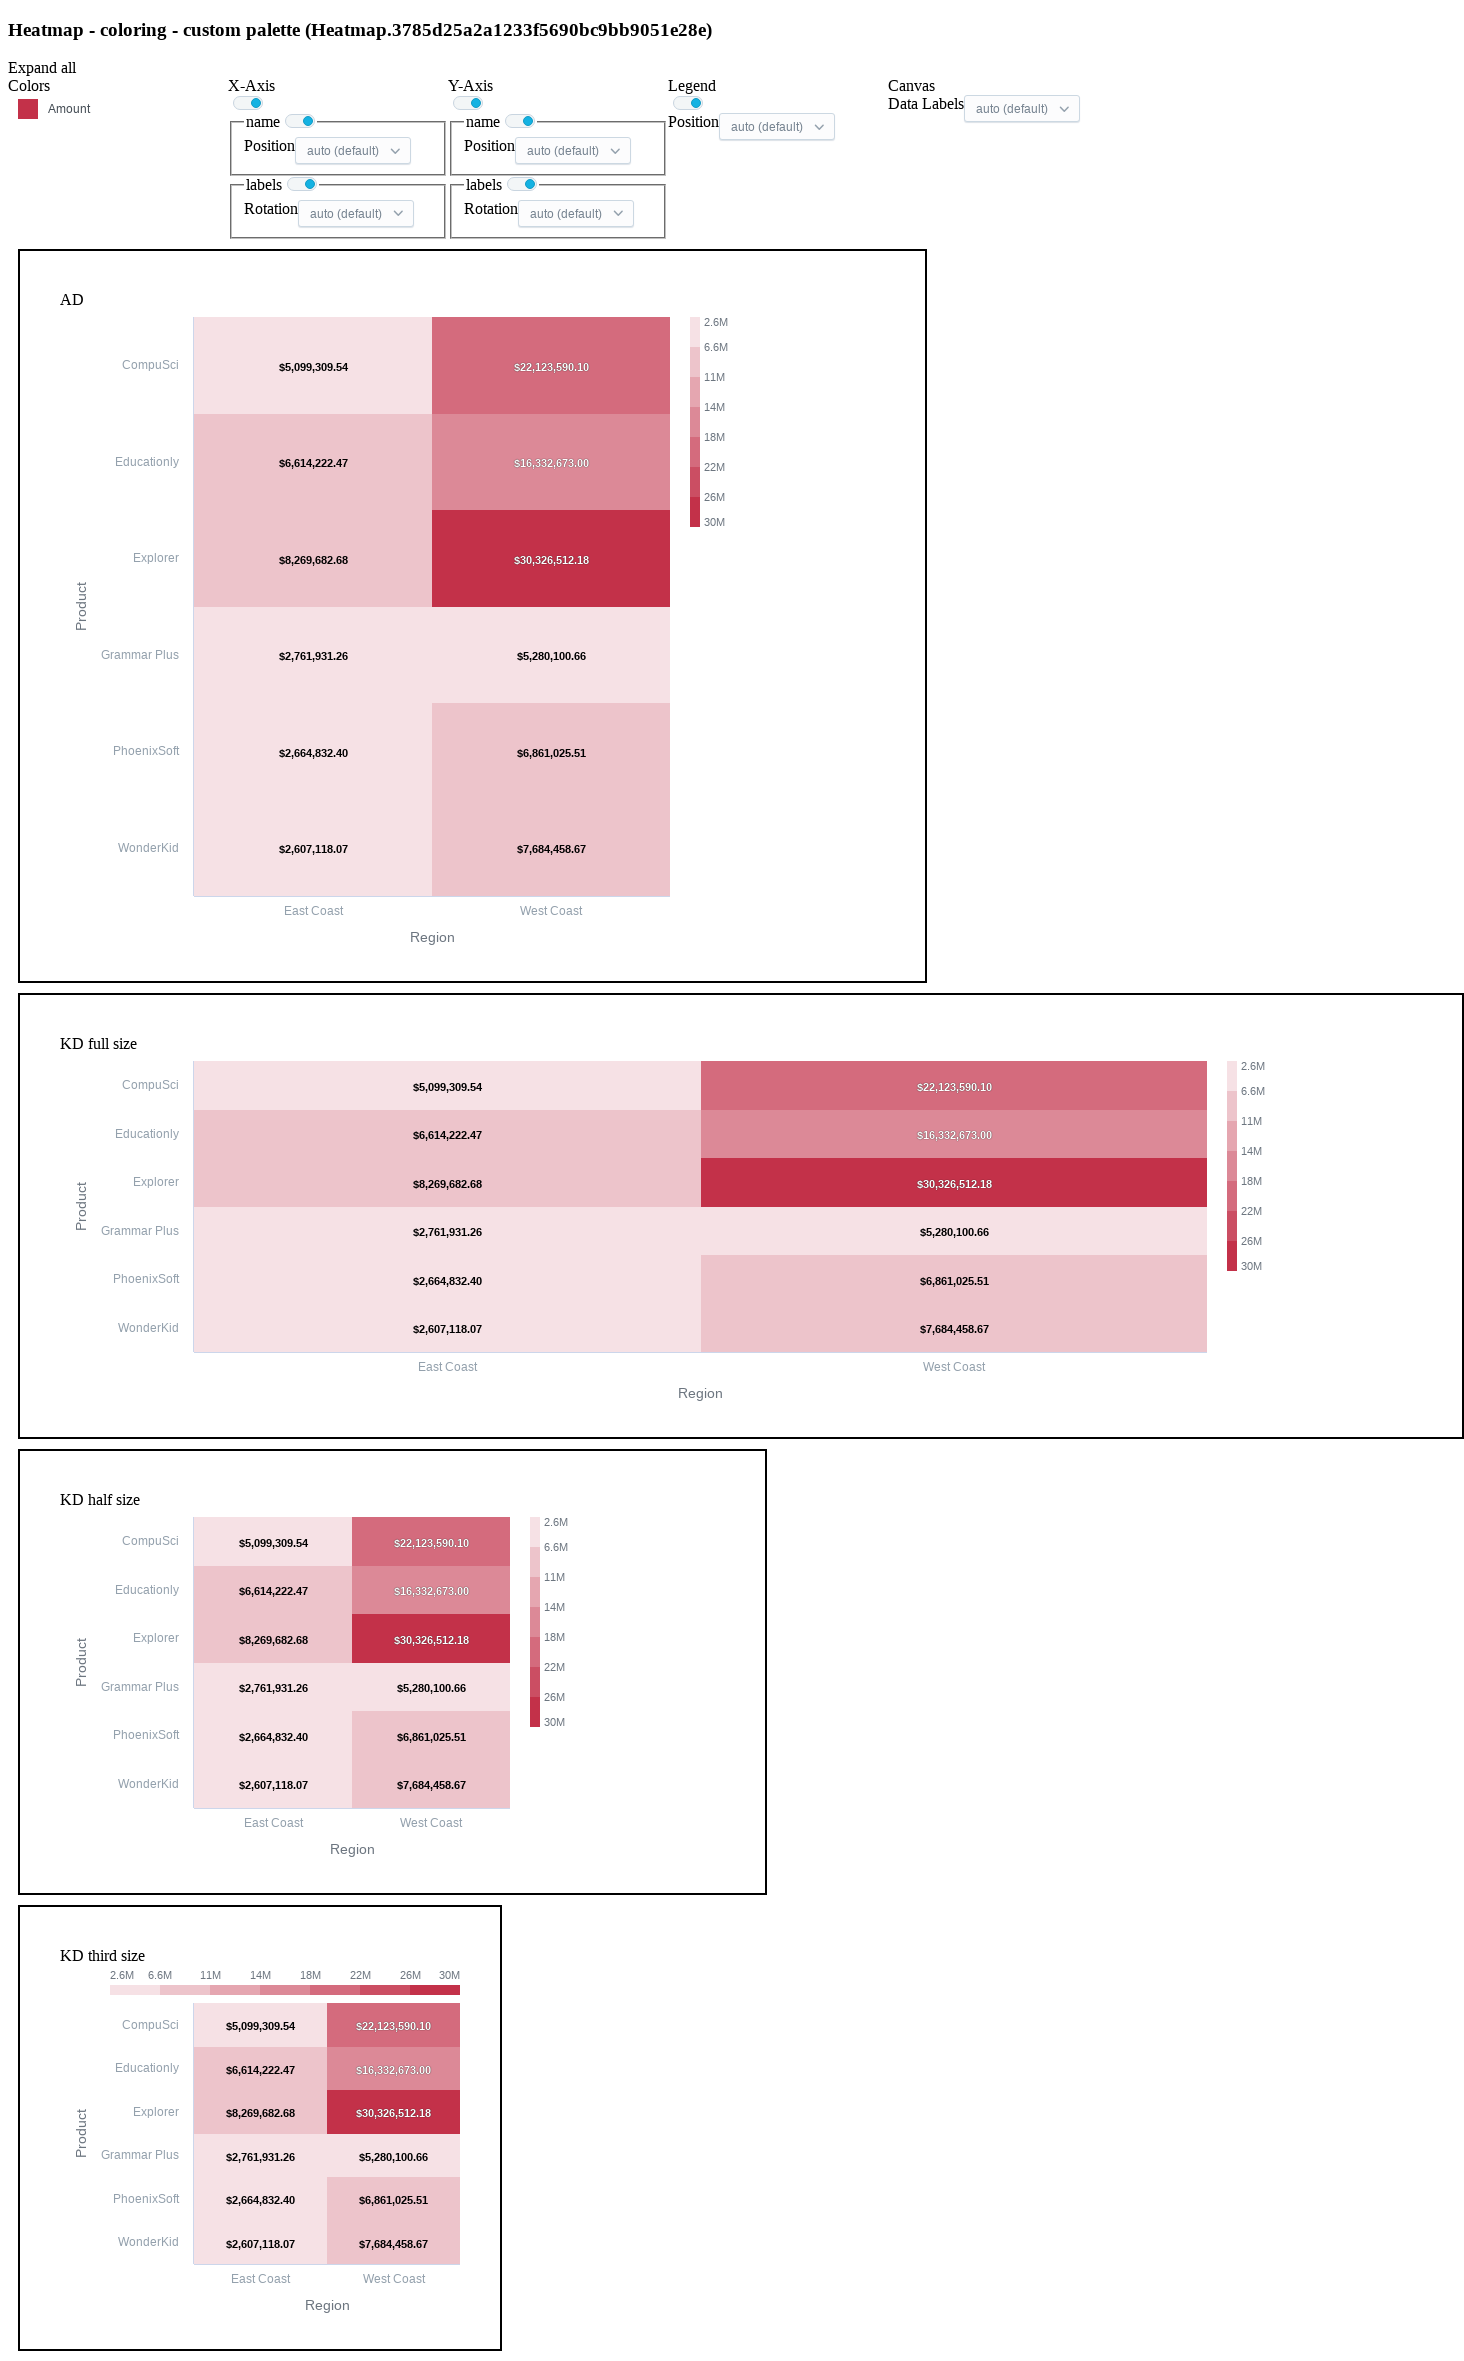 Heatmap - coloring - custom palette (Heatmap.3785d25a2a1233f5690bc9bb9051e28e)
Expand all
Colors
Amount
X-Axis
name
Position auto (default)
labels
Rotation auto (default)
Y-Axis
name
Position auto (default)
labels
Rotation auto (default)
Legend
Position auto (default)
Canvas
Data Labels auto (default)
AD
CompuSci $5,099,309.54 $22,123,590.10
Educationly $6,614,222.47 $16,332,673.00
Explorer $8,269,682.68 $30,326,512.18
Grammar Plus $2,761,931.26 $5,280,100.66
PhoenixSoft $2,664,832.40 $6,861,025.51
WonderKid $2,607,118.07 $7,684,458.67
Product
East Coast West Coast
Region
2.6M
6.6M
11M
14M
18M
22M
26M
30M
KD full size
CompuSci $5,099,309.54 $22,123,590.10
Educationly $6,614,222.47 $16,332,673.00
Explorer $8,269,682.68 $30,326,512.18
Grammar Plus $2,761,931.26 $5,280,100.66
PhoenixSoft $2,664,832.40 $6,861,025.51
WonderKid $2,607,118.07 $7,684,458.67
Product
East Coast West Coast
Region
2.6M
6.6M
11M
14M
18M
22M
26M
30M
KD half size
CompuSci $5,099,309.54 $22,123,590.10
Educationly $6,614,222.47 $16,332,673.00
Explorer $8,269,682.68 $30,326,512.18
Grammar Plus $2,761,931.26 $5,280,100.66
PhoenixSoft $2,664,832.40 $6,861,025.51
WonderKid $2,607,118.07 $7,684,458.67
Product
East Coast West Coast
Region
2.6M
6.6M
11M
14M
18M
22M
26M
30M
KD third size
2.6M 6.6M 11M 14M 18M 22M 26M 30M
CompuSci $5,099,309.54 $22,123,590.10
Educationly $6,614,222.47 $16,332,673.00
Explorer $8,269,682.68 $30,326,512.18
Grammar Plus $2,761,931.26 $5,280,100.66
PhoenixSoft $2,664,832.40 $6,861,025.51
WonderKid $2,607,118.07 $7,684,458.67
Product
East Coast West Coast
Region